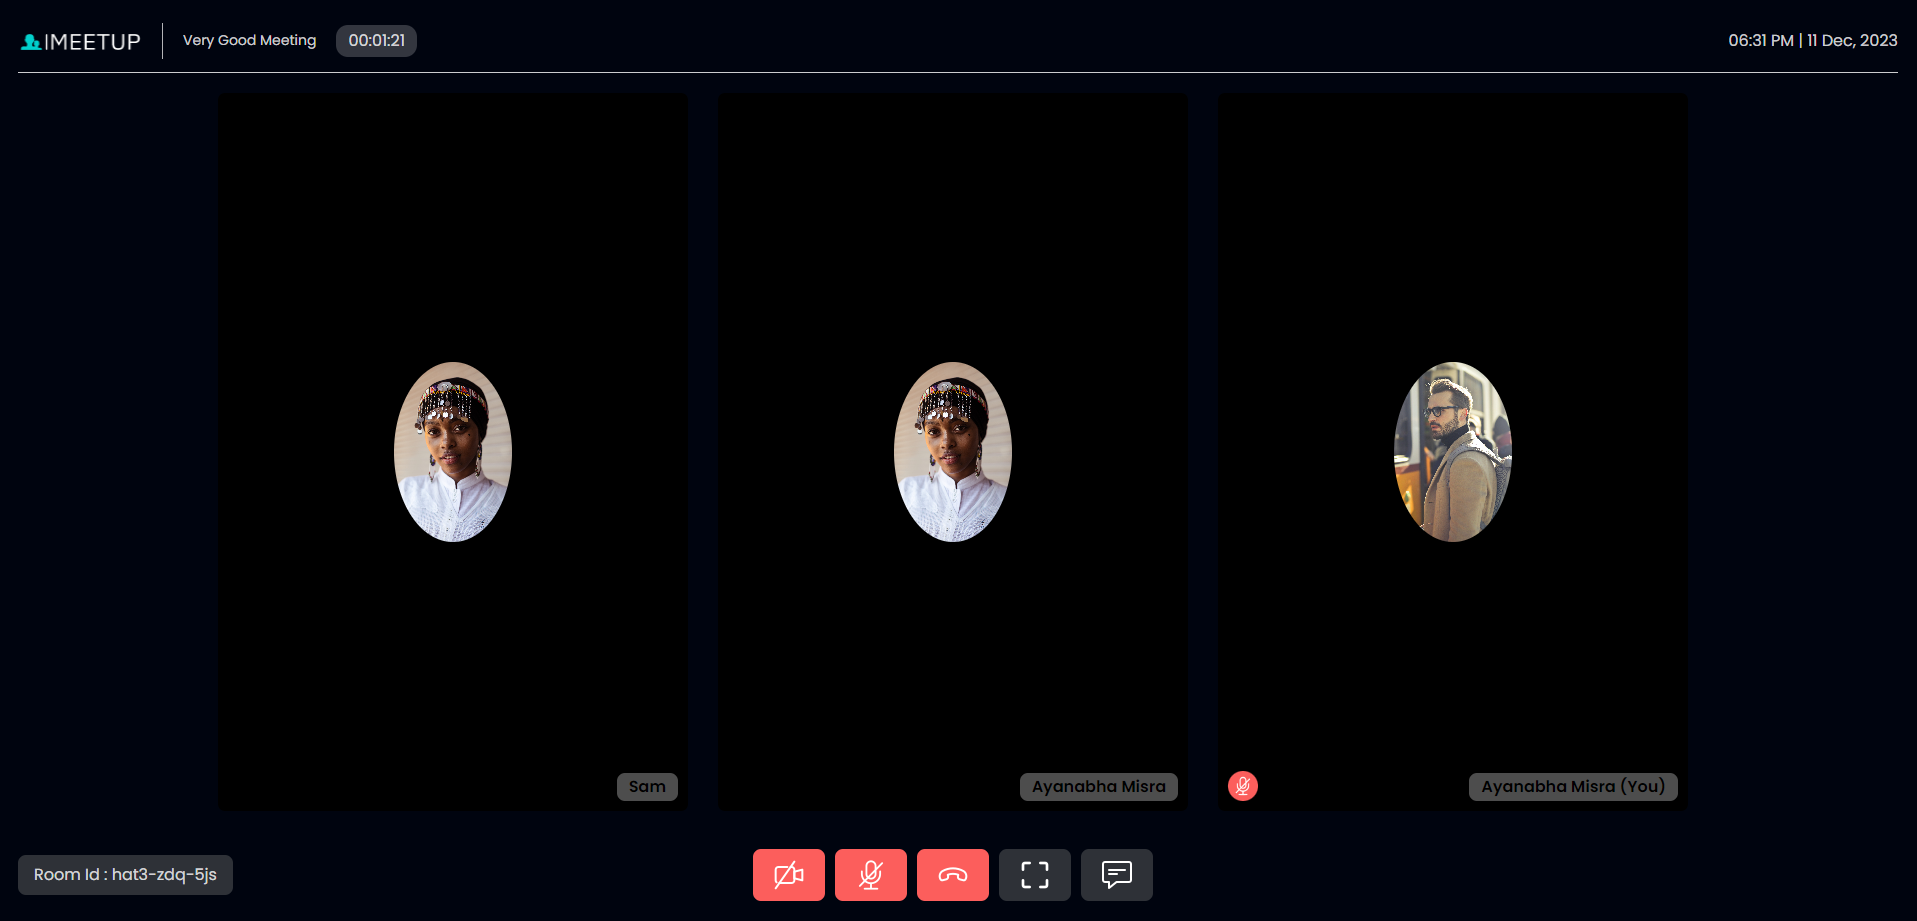 IMEETUP
Very Good Meeting
00:01:21
06:31 PM | 11 Dec, 2023
Sam
Ayanabha Misra
Ayanabha Misra (You)
Room Id : hat3-zdq-5js